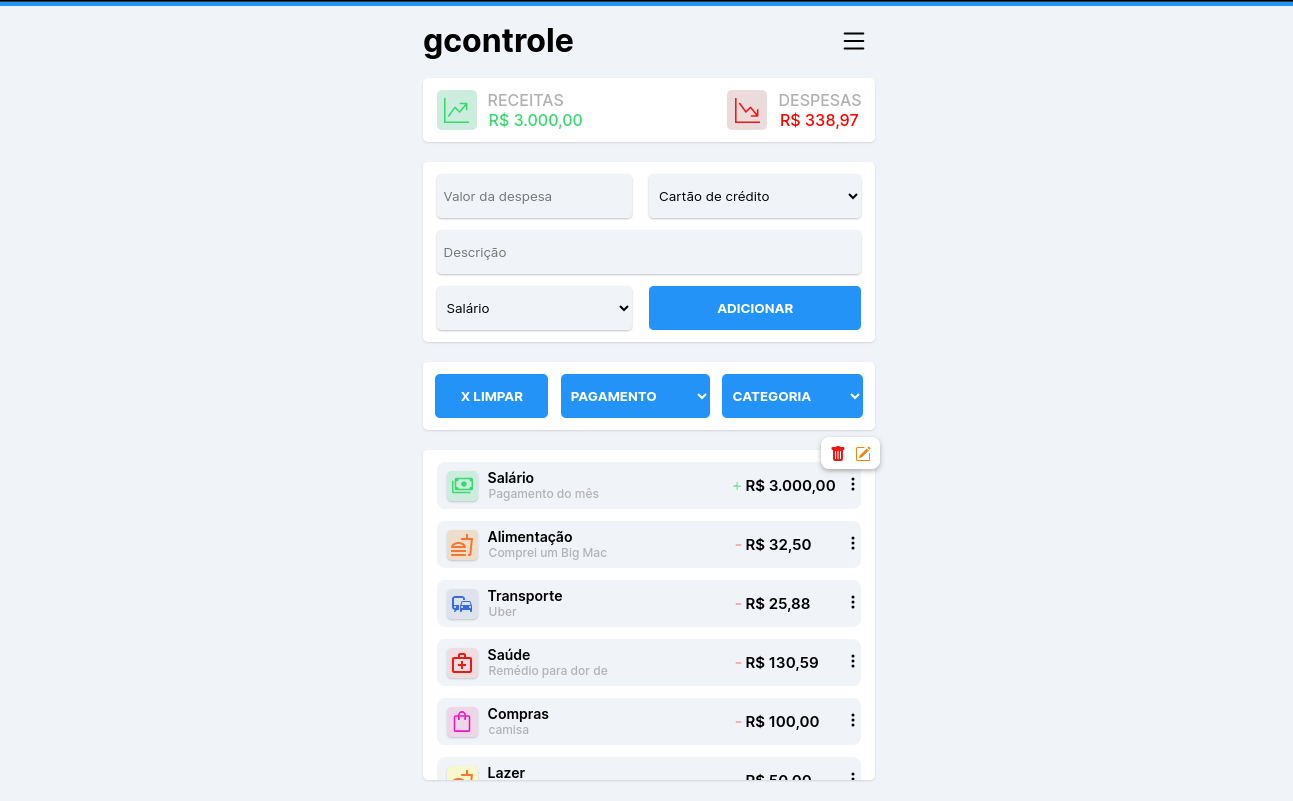 gcontrole
RECEITAS
R$ 3.000,00
DESPESAS
R$ 338,97
Valor da despesa
Cartão de crédito
Descrição
Salário
ADICIONAR
X LIMPAR
PAGAMENTO
CATEGORIA
Salário
Pagamento do mês
+ R$ 3.000,00
Alimentação
Comprei um Big Mac
- R$ 32,50
Transporte
Uber
- R$ 25,88
Saúde
Remédio para dor de
- R$ 130,59
Compras
camisa
- R$ 100,00
Lazer
R$ 50,00